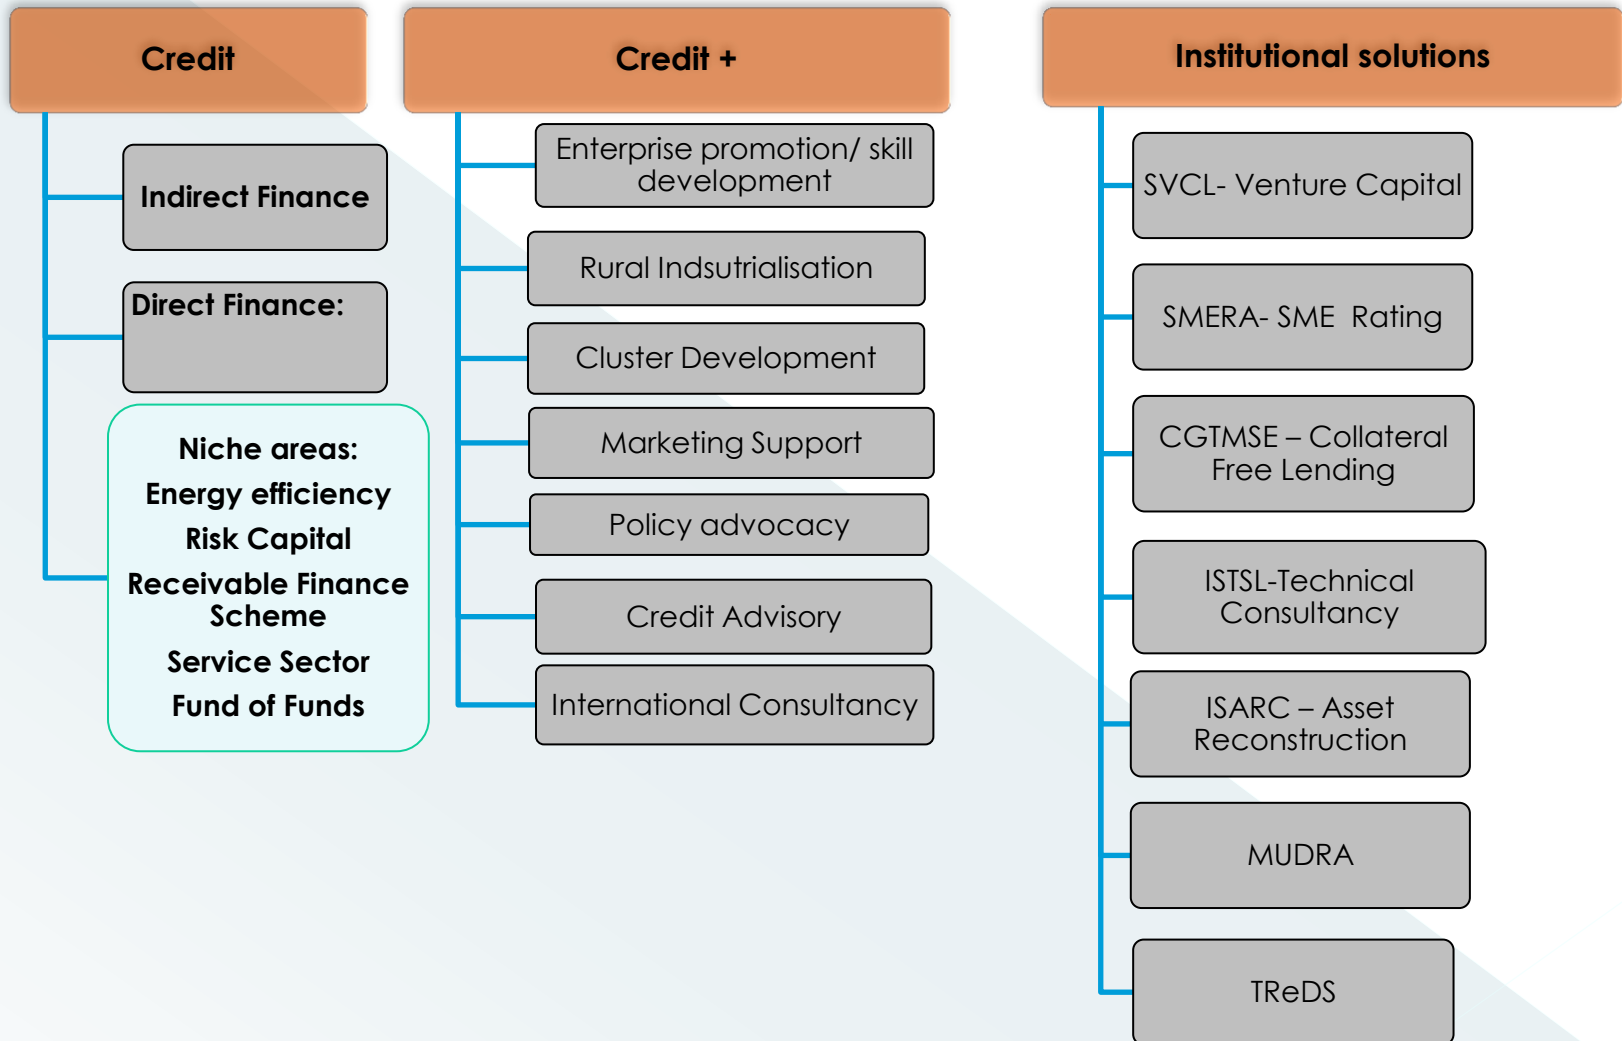 Credit
Indirect Finance
Direct Finance:
Niche areas:
Energy efficiency
Risk Capital
Receivable Finance
Scheme
Service Sector
Fund of Funds
Credit +
Enterprise promotion/ skill
development
Rural Indsutrialisation
Cluster Development
Marketing Support
Policy advocacy
Credit Advisory
International Consultancy
Institutional solutions
SVCL- Venture Capital
SMERA- SME  Rating
CGTMSE – Collateral
Free Lending
ISTSL-Technical
Consultancy
ISARC – Asset
Reconstruction
MUDRA
TReDS